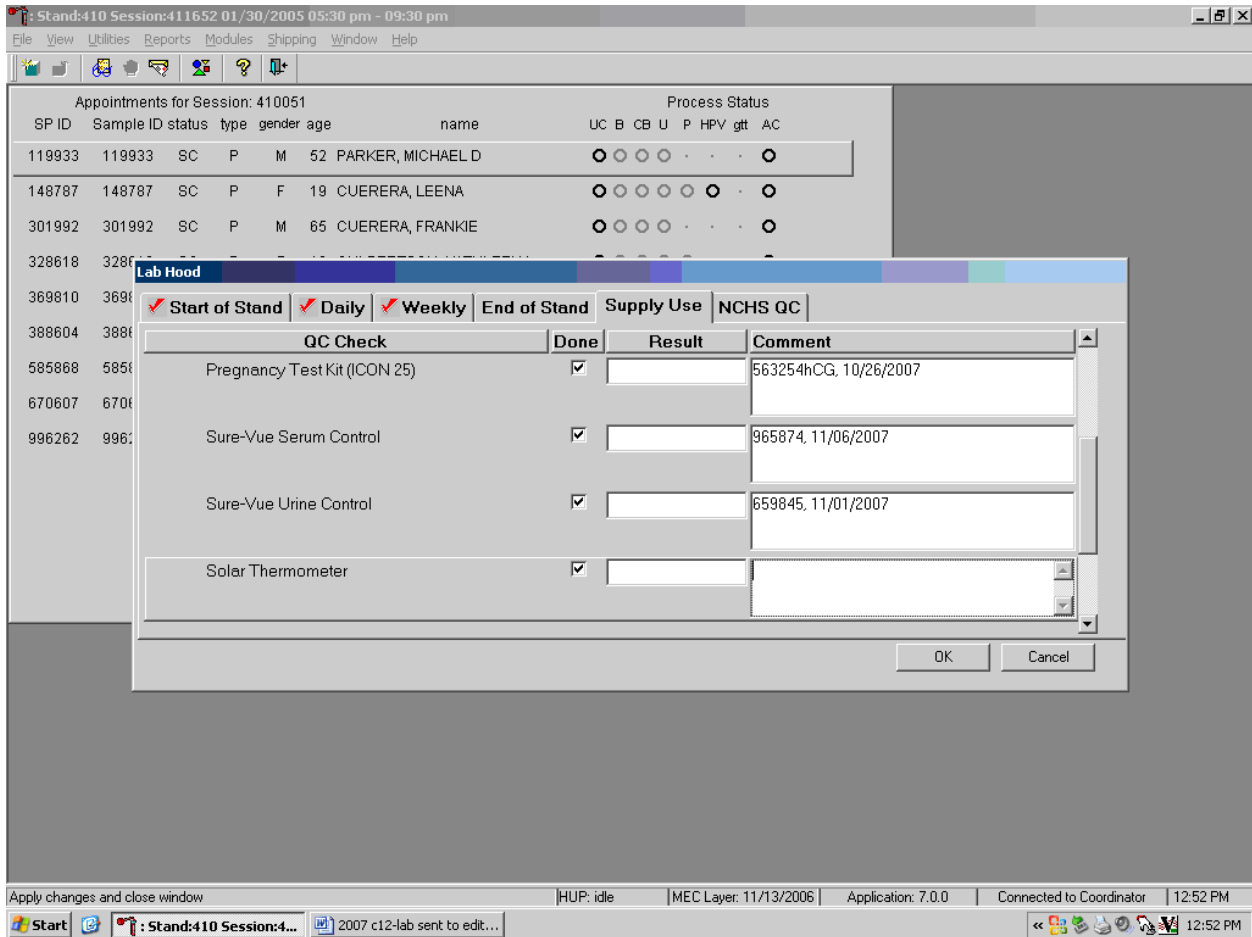 : Stand:410 Session:411652 01/30/2005 05:30 pm - 09:30 pm
File View Utilities Reports Modules Shipping Window Help
Appointments for Session: 410051 Process Status
SP ID Sample ID status type gender age name UC B CB U P HPV gtt AC
119933 119933 SC P M 52 PARKER, MICHAEL D
148787 148787 SC P F 19 CUERERA, LEENA
301992 301992 SC P M 65 CUERERA, FRANKIE
328618
Lab Hood
369810
Start of Stand Daily Weekly End of Stand Supply Use NCHS QC
388604
QC Check Done Result Comment
585868 Pregnancy Test Kit (ICON 25) 563254hCG, 10/26/2007
670607
996262 Sure-Vue Serum Control 965874, 11/06/2007
Sure-Vue Urine Control 659845, 11/01/2007
Solar Thermometer
OK Cancel
Apply changes and close window HUP: idle MEC Layer: 11/13/2006 Application: 7.0.0 Connected to Coordinator 12:52 PM
Start : Stand:410 Session:4... 2007 c12-lab sent to edit... « 12:52 PM